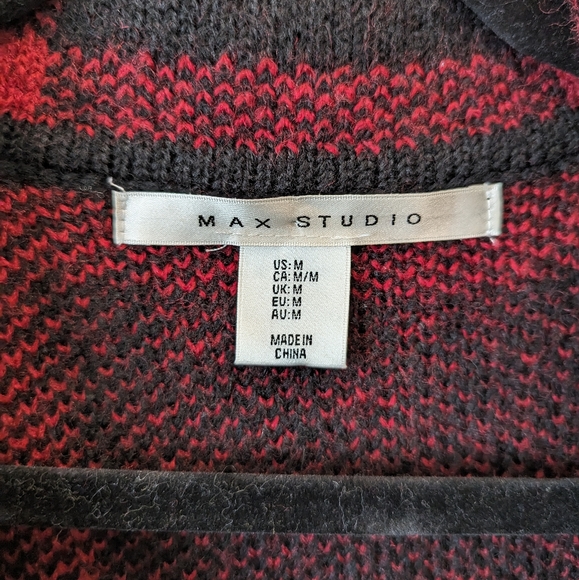 MAX STUDIO
US: M
CA: M/M
UK: M
EU: M
AU: M
MADE IN
CHINA